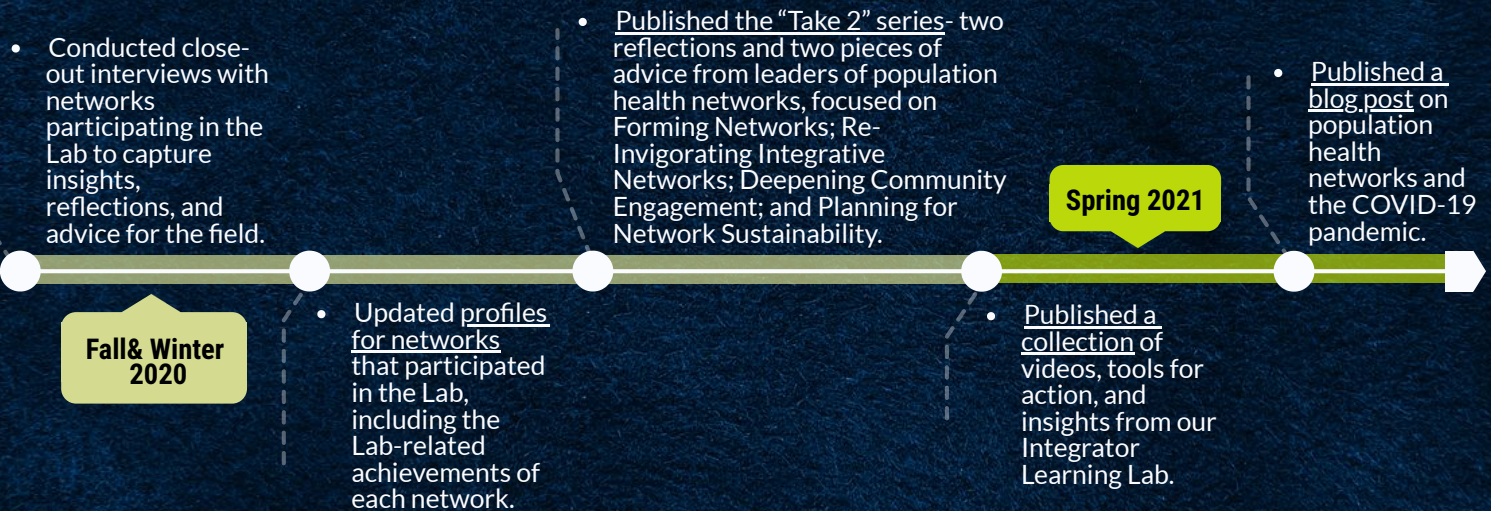 • Conducted close-
out interviews with
networks
participating in the
Lab to capture
insights,
reflections, and
advice for the field.
Fall& Winter
2020
• Updated profiles
for networks
that participated
in the Lab,
including the
Lab-related
achievements of
each network.
• Published the “Take 2” series- two
reflections and two pieces of
advice from leaders of population
health networks, focused on
Forming Networks; Re-
Invigorating Integrative
Networks; Deepening Community
Engagement; and Planning for
Network Sustainability.
• Published a
collection of
videos, tools for
action, and
insights from our
Integrator
Learning Lab.
Spring 2021
• Published a
blog post on
population
health
networks and
the COVID-19
pandemic.